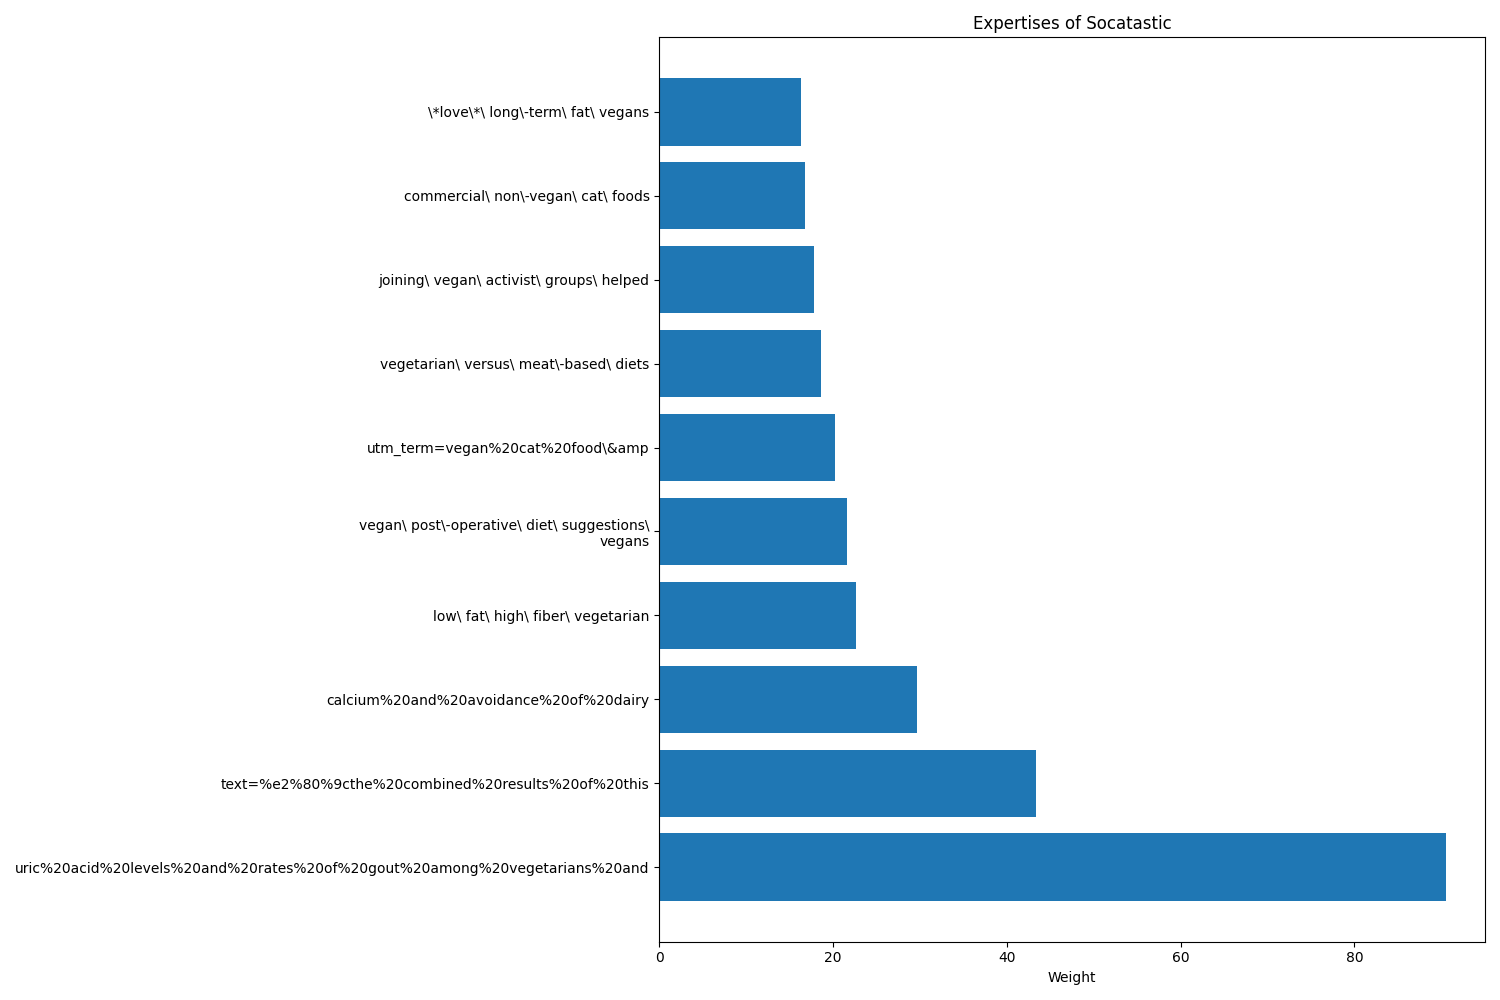 Expertises of Socatastic
\*love\*\ long\-term\ fat\ vegans
commercial\ non\-vegan\ cat\ foods
joining\ vegan\ activist\ groups\ helped
vegetarian\ versus\ meat\-based\ diets
utm_term=vegan%20cat%20food\&amp
vegan\ post\-operative\ diet\ suggestions\
vegans
low\ fat\ high\ fiber\ vegetarian
calcium%20and%20avoidance%20of%20dairy
text=%e2%80%9cthe%20combined%20results%20of%20this
uric%20acid%20levels%20and%20rates%20of%20gout%20among%20vegetarians%20and
0 20 40 60 80
Weight